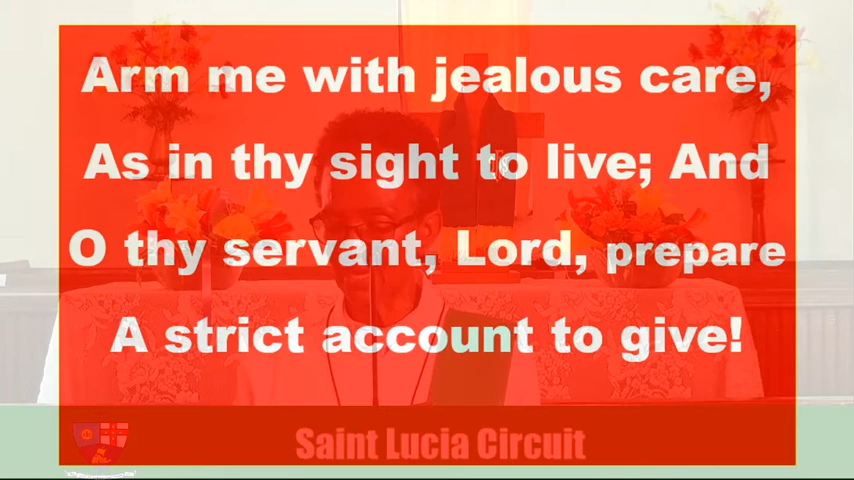 Arm me with jealous care,
As in thy sight to live; And
O thy servant, Lord, prepare
A strict account to give!
Saint Lucia Circuit